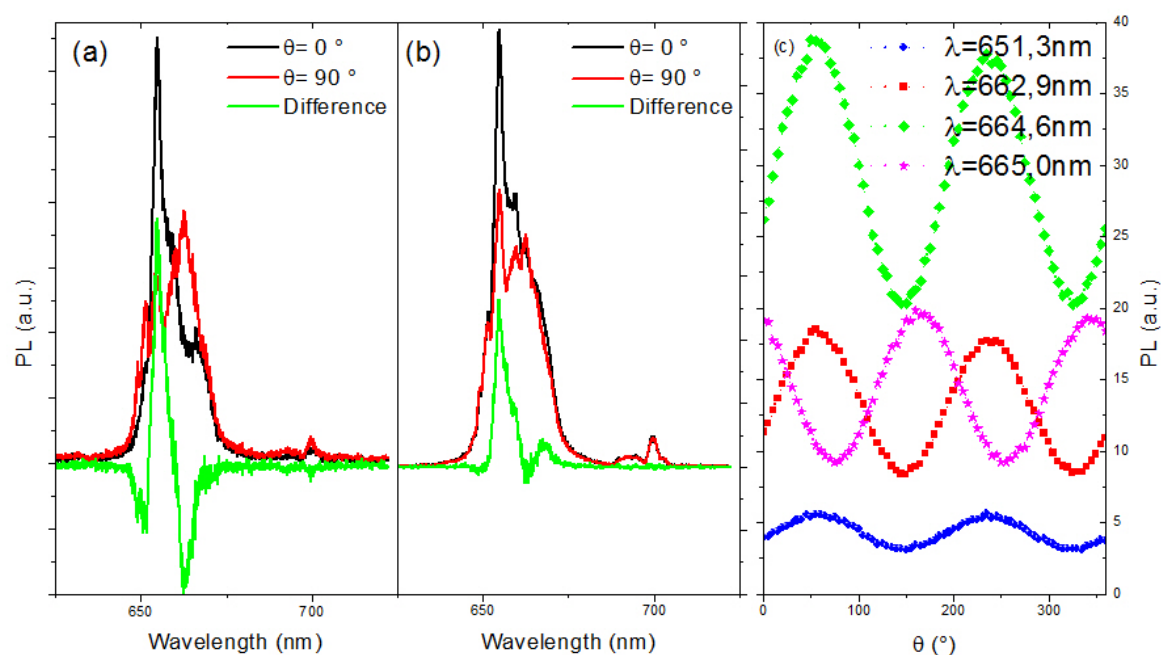 (a)
θ= 0 °
θ= 90 °
Difference
PL (a.u.)
650
700
Wavelength (nm)
(b)
θ= 0 °
θ= 90 °
Difference
650
700
Wavelength (nm)
(c)
λ=651,3nm
λ=662,9nm
λ=664,6nm
λ=665,0nm
40
35
30
25
20
15
10
5
0
PL (a.u.)
0
100
200
300
θ (°)